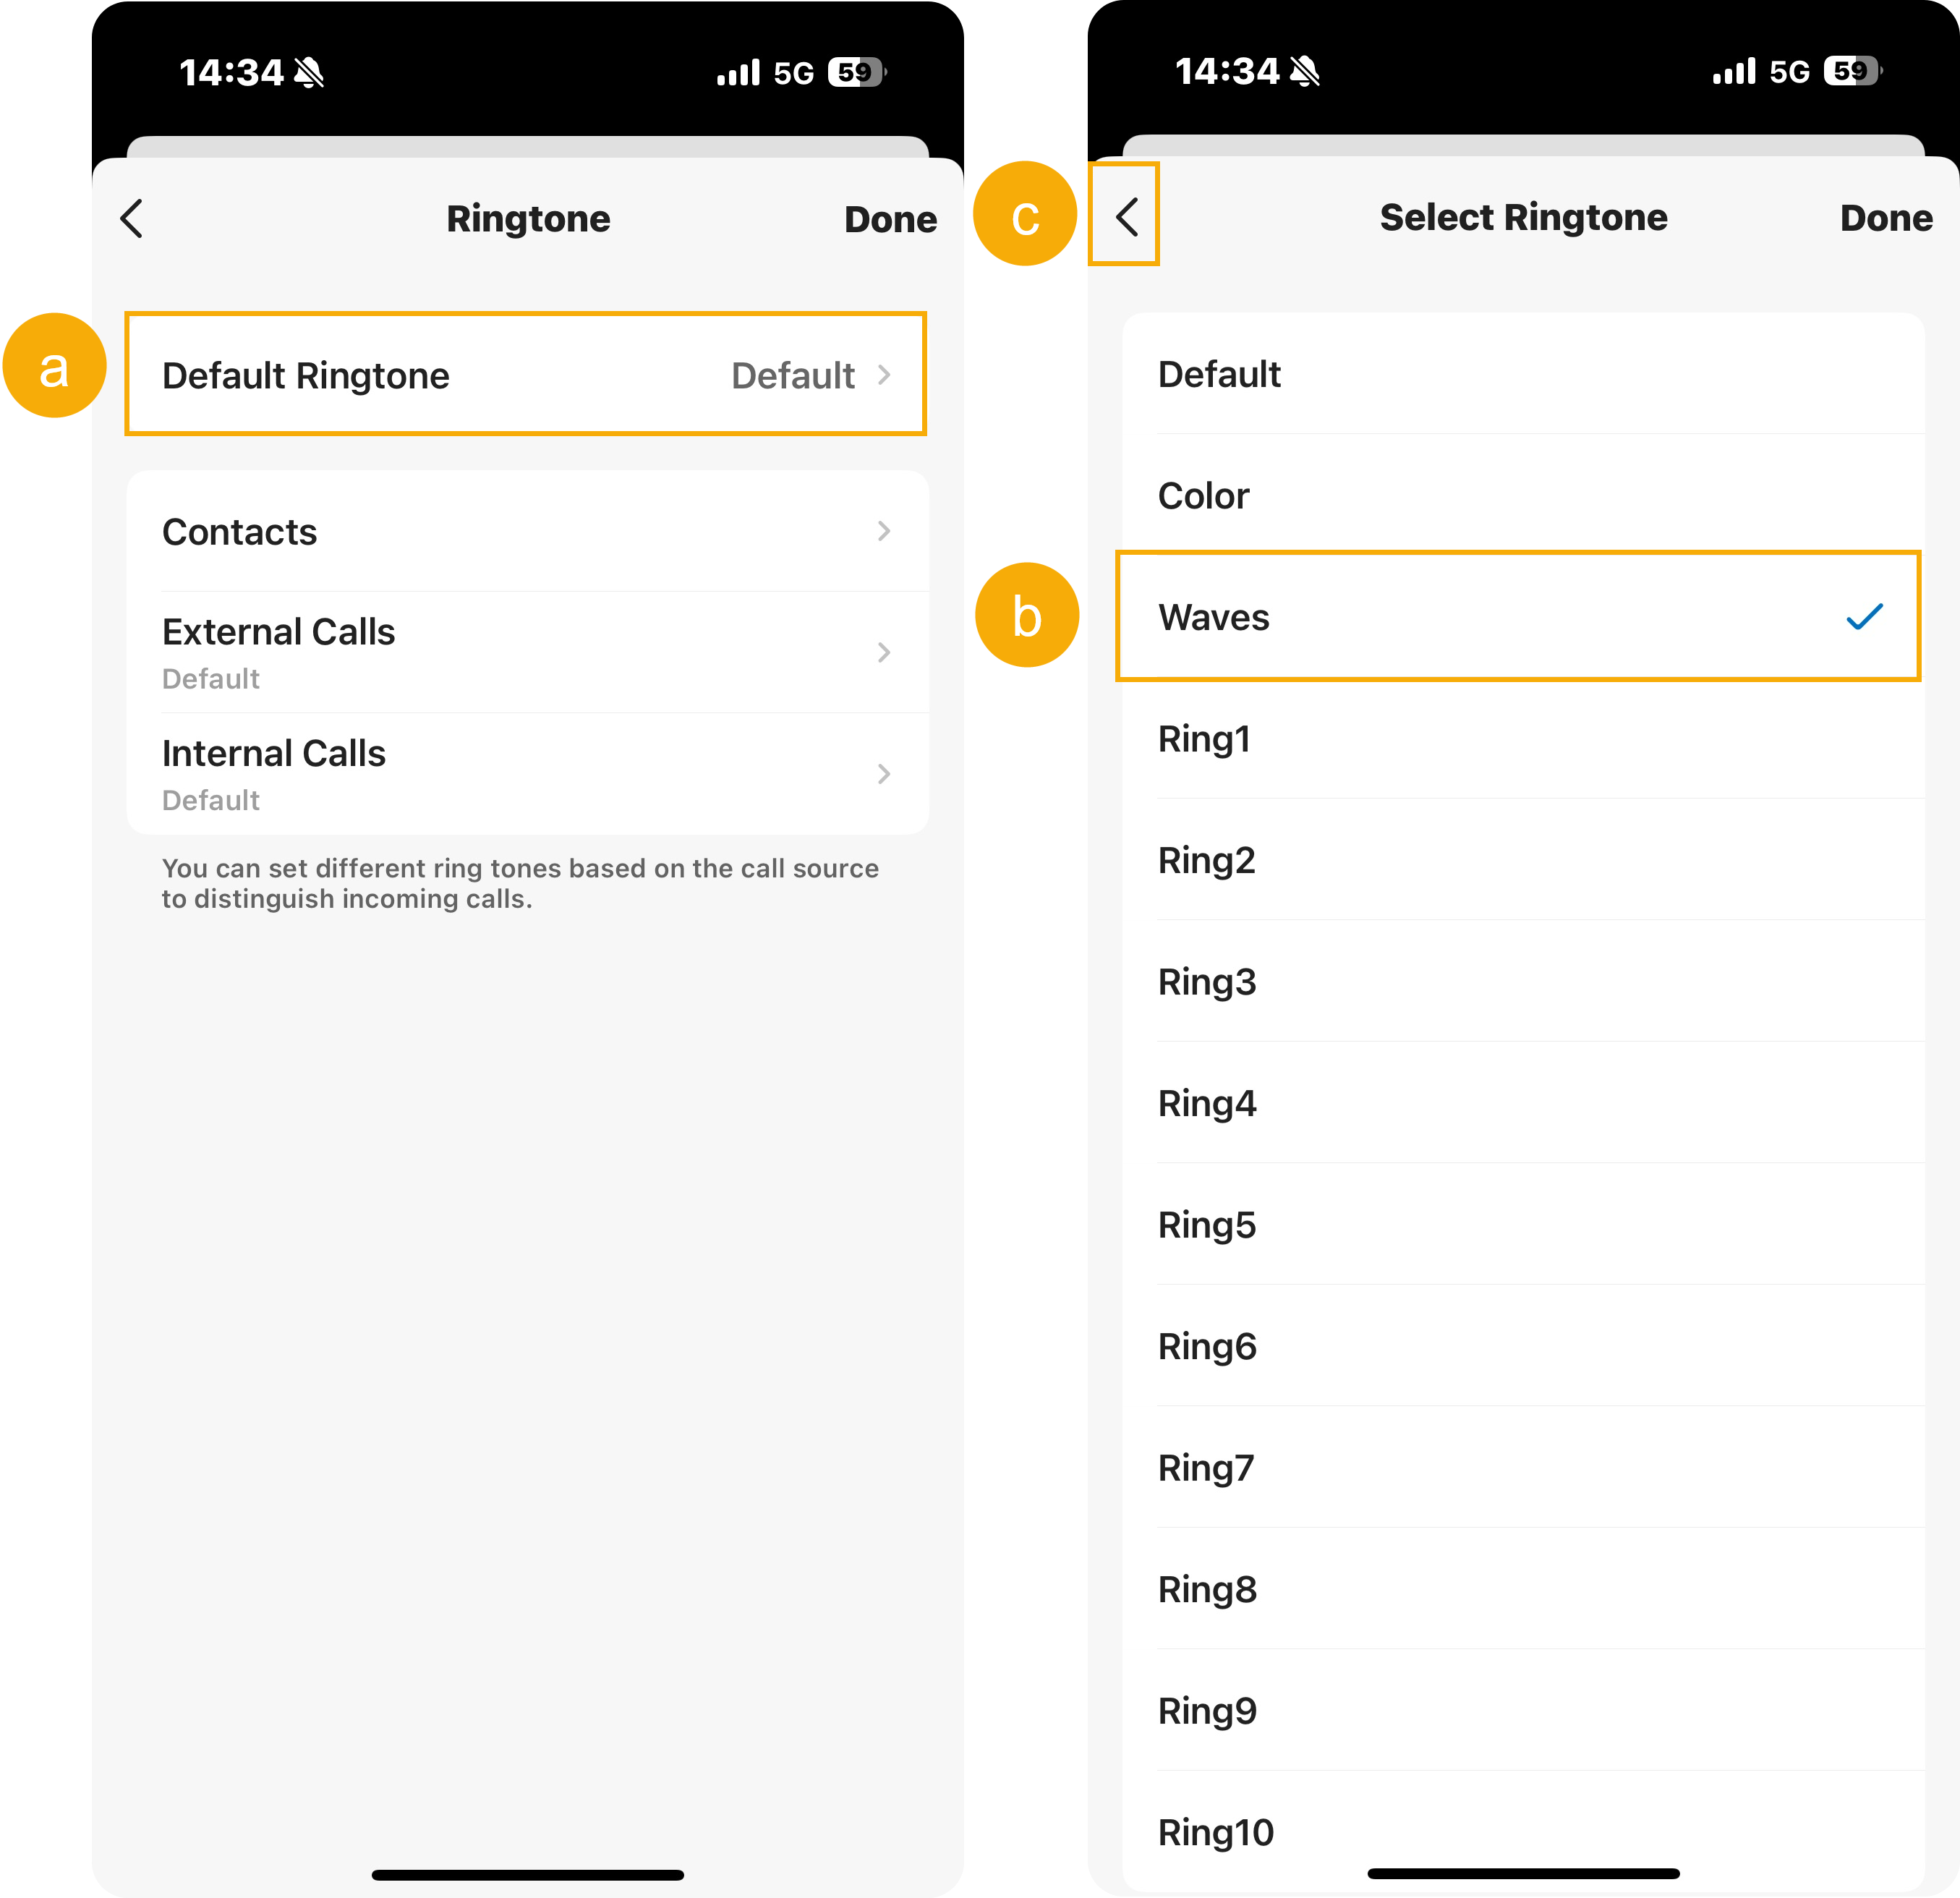 14:34 5G 59
Ringtone Done
a
Default Ringtone Default
Contacts
External Calls
Default
Internal Calls
Default
You can set different ring tones based on the call source
to distinguish incoming calls.
14:34 5G 59
c
Select Ringtone Done
Default
Color
b
Waves
Ring1
Ring2
Ring3
Ring4
Ring5
Ring6
Ring7
Ring8
Ring9
Ring10